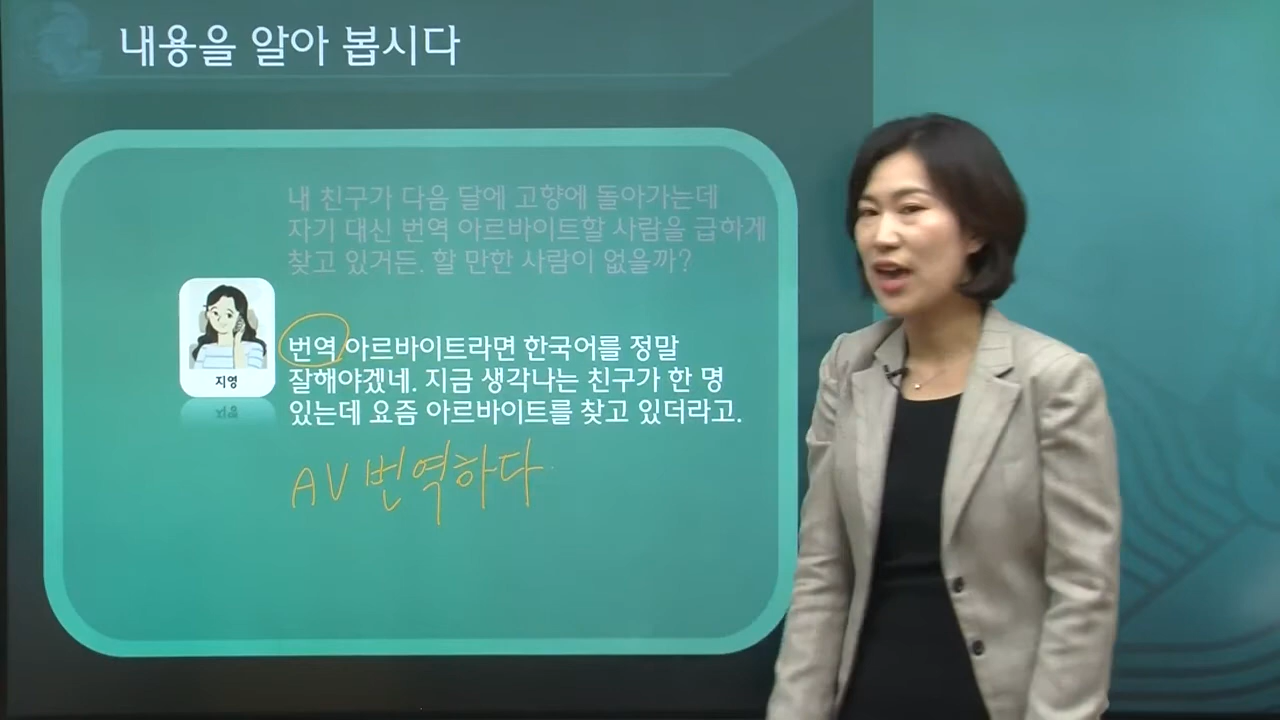 내용을 알아 봅시다
내 친구가 다음 달에 고향에 돌아가는데
자기 대신 번역 아르바이트할 사람을 급하게
찾고 있거든. 할 만한 사람이 없을까?
번역 아르바이트라면 한국어를 정말
잘해야겠네. 지금 생각나는 친구가 한 명
있는데 요즘 아르바이트를 찾고 있더라고.
지영
AV 번역하다